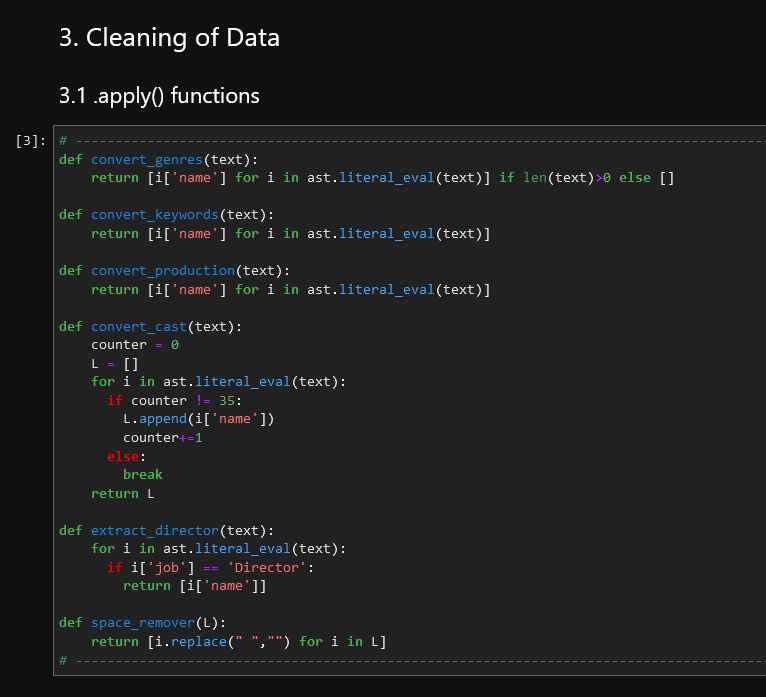 3. Cleaning of Data
3.1 .apply() functions
[3]:
# --------------------------------------------------------------------------------------
def convert_genres(text):
    return [i['name'] for i in ast.literal_eval(text)] if len(text)>0 else []

def convert_keywords(text):
    return [i['name'] for i in ast.literal_eval(text)]

def convert_production(text):
    return [i['name'] for i in ast.literal_eval(text)]

def convert_cast(text):
    counter = 0
    L = []
    for i in ast.literal_eval(text):
      if counter != 35:
        L.append(i['name'])
        counter+=1
      else:
        break
    return L

def extract_director(text):
    for i in ast.literal_eval(text):
      if i['job'] == 'Director':
        return [i['name']]

def space_remover(L):
    return [i.replace(" ","") for i in L]
# --------------------------------------------------------------------------------------